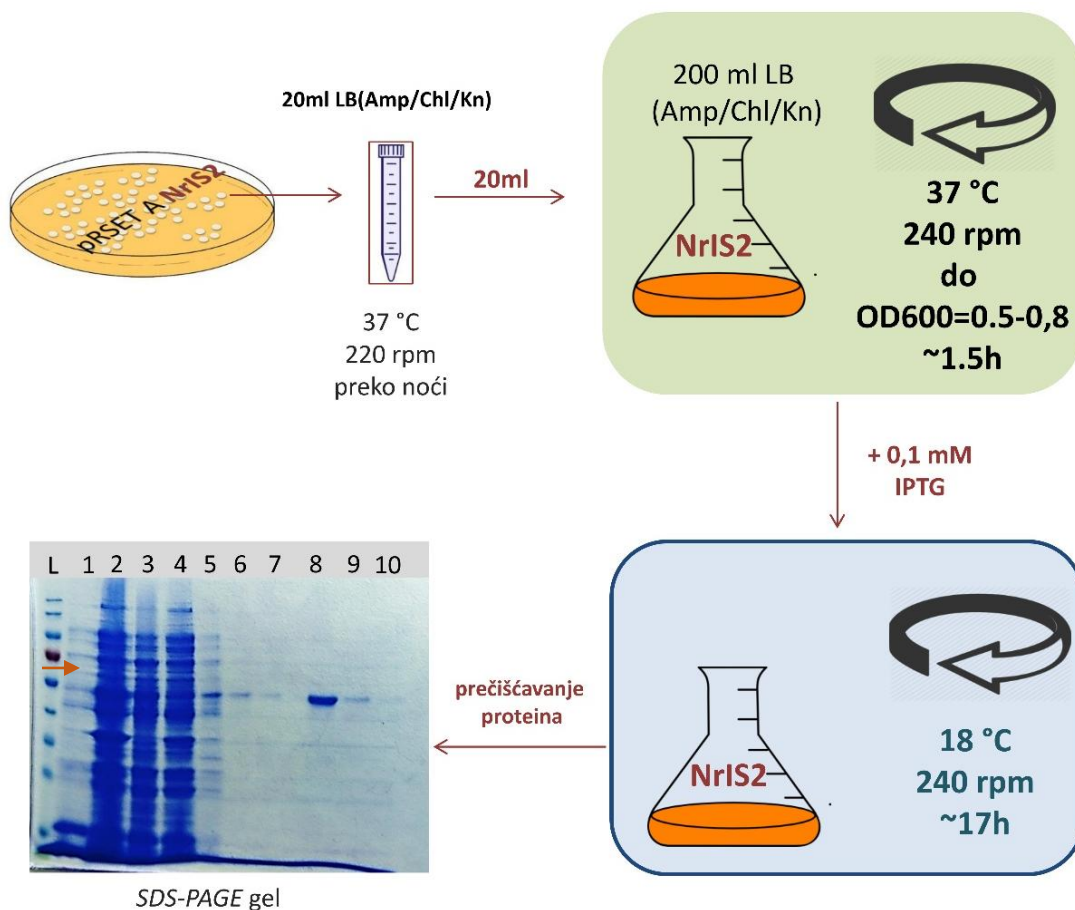 pRSET A NrIS2
20ml LB(Amp/Chl/Kn)
37 °C
220 rpm
preko noći
20ml
200 ml LB
(Amp/Chl/Kn)
NrIS2
37 °C
240 rpm
do
OD600=0.5-0,8
~1.5h
+ 0,1 mM
IPTG
NrIS2
18 °C
240 rpm
~17h
prečišćavanje
proteina
L 1 2 3 4 5 6 7 8 9 10
SDS-PAGE gel